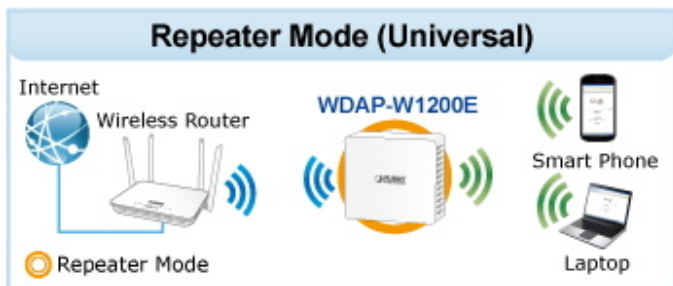 Repeater Mode (Universal)
Internet
Wireless Router
WDAP-W1200E
Smart Phone
Laptop
Repeater Mode